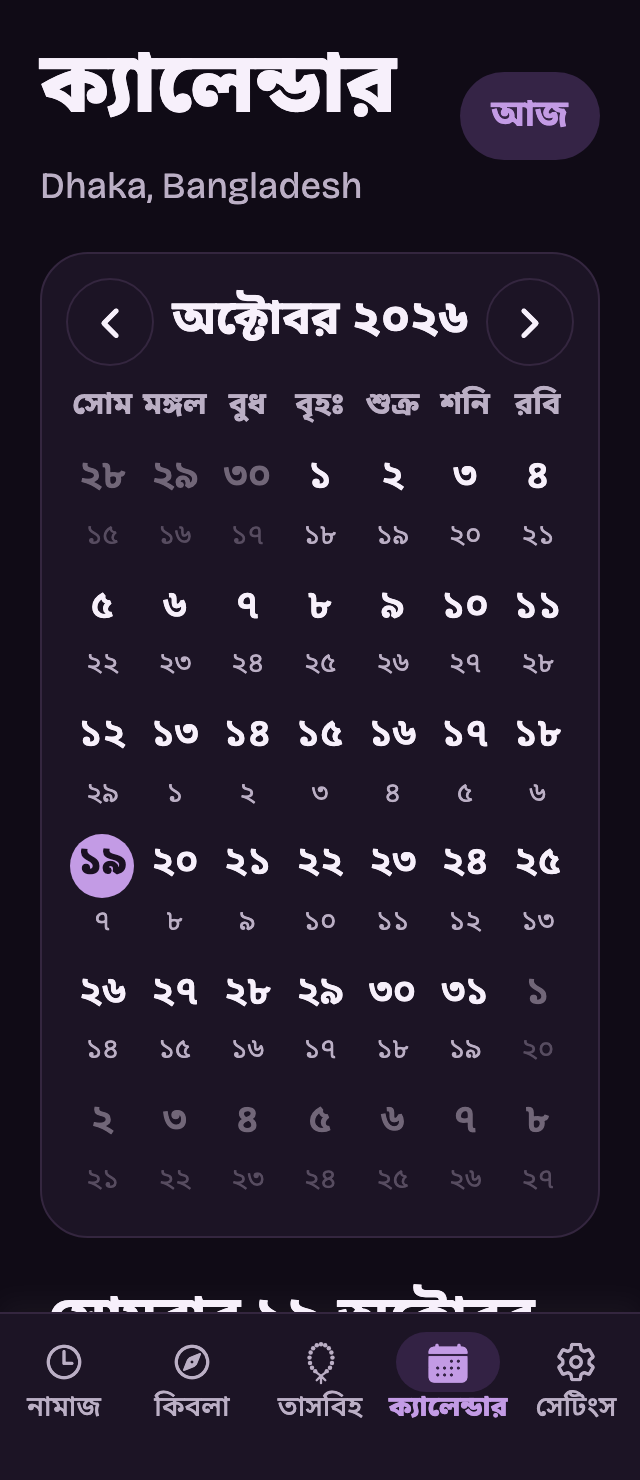 ক্যালেন্ডার
আজ
Dhaka, Bangladesh
অক্টোবর ২০২৬
সোম মঙ্গল বুধ বৃহঃ শুক্র শনি রবি
২৮ ২৯ ৩০ ১ ২ ৩ ৪
১৫ ১৬ ১৭ ১৮ ১৯ ২০ ২১
৫ ৬ ৭ ৮ ৯ ১০ ১১
২২ ২৩ ২৪ ২৫ ২৬ ২৭ ২৮
১২ ১৩ ১৪ ১৫ ১৬ ১৭ ১৮
২৯ ১ ২ ৩ ৪ ৫ ৬
১৯ ২০ ২১ ২২ ২৩ ২৪ ২৫
৭ ৮ ৯ ১০ ১১ ১২ ১৩
২৬ ২৭ ২৮ ২৯ ৩০ ৩১ ১
১৪ ১৫ ১৬ ১৭ ১৮ ১৯ ২০
২ ৩ ৪ ৫ ৬ ৭ ৮
২১ ২২ ২৩ ২৪ ২৫ ২৬ ২৭
সোমবার ১৯ অক্টোবর
নামাজ কিবলা তাসবিহ ক্যালেন্ডার সেটিংস